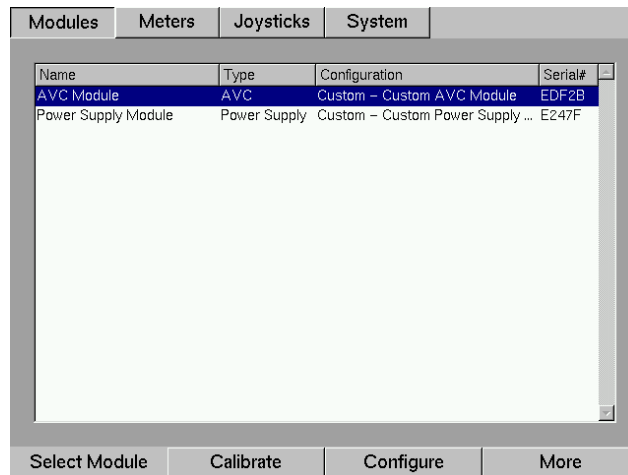 Modules Meters Joysticks System
Name Type Configuration Serial#
AVC Module AVC Custom – Custom AVC Module EDF2B
Power Supply Module Power Supply Custom – Custom Power Supply ... E247F
Select Module Calibrate Configure More